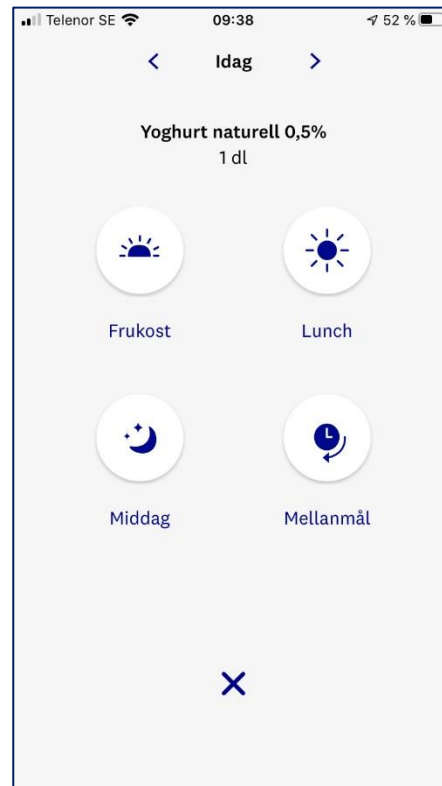 Telenor SE 09:38 52 %
Idag
Yoghurt naturell 0,5%
1 dl
Frukost Lunch
Middag Mellanmål